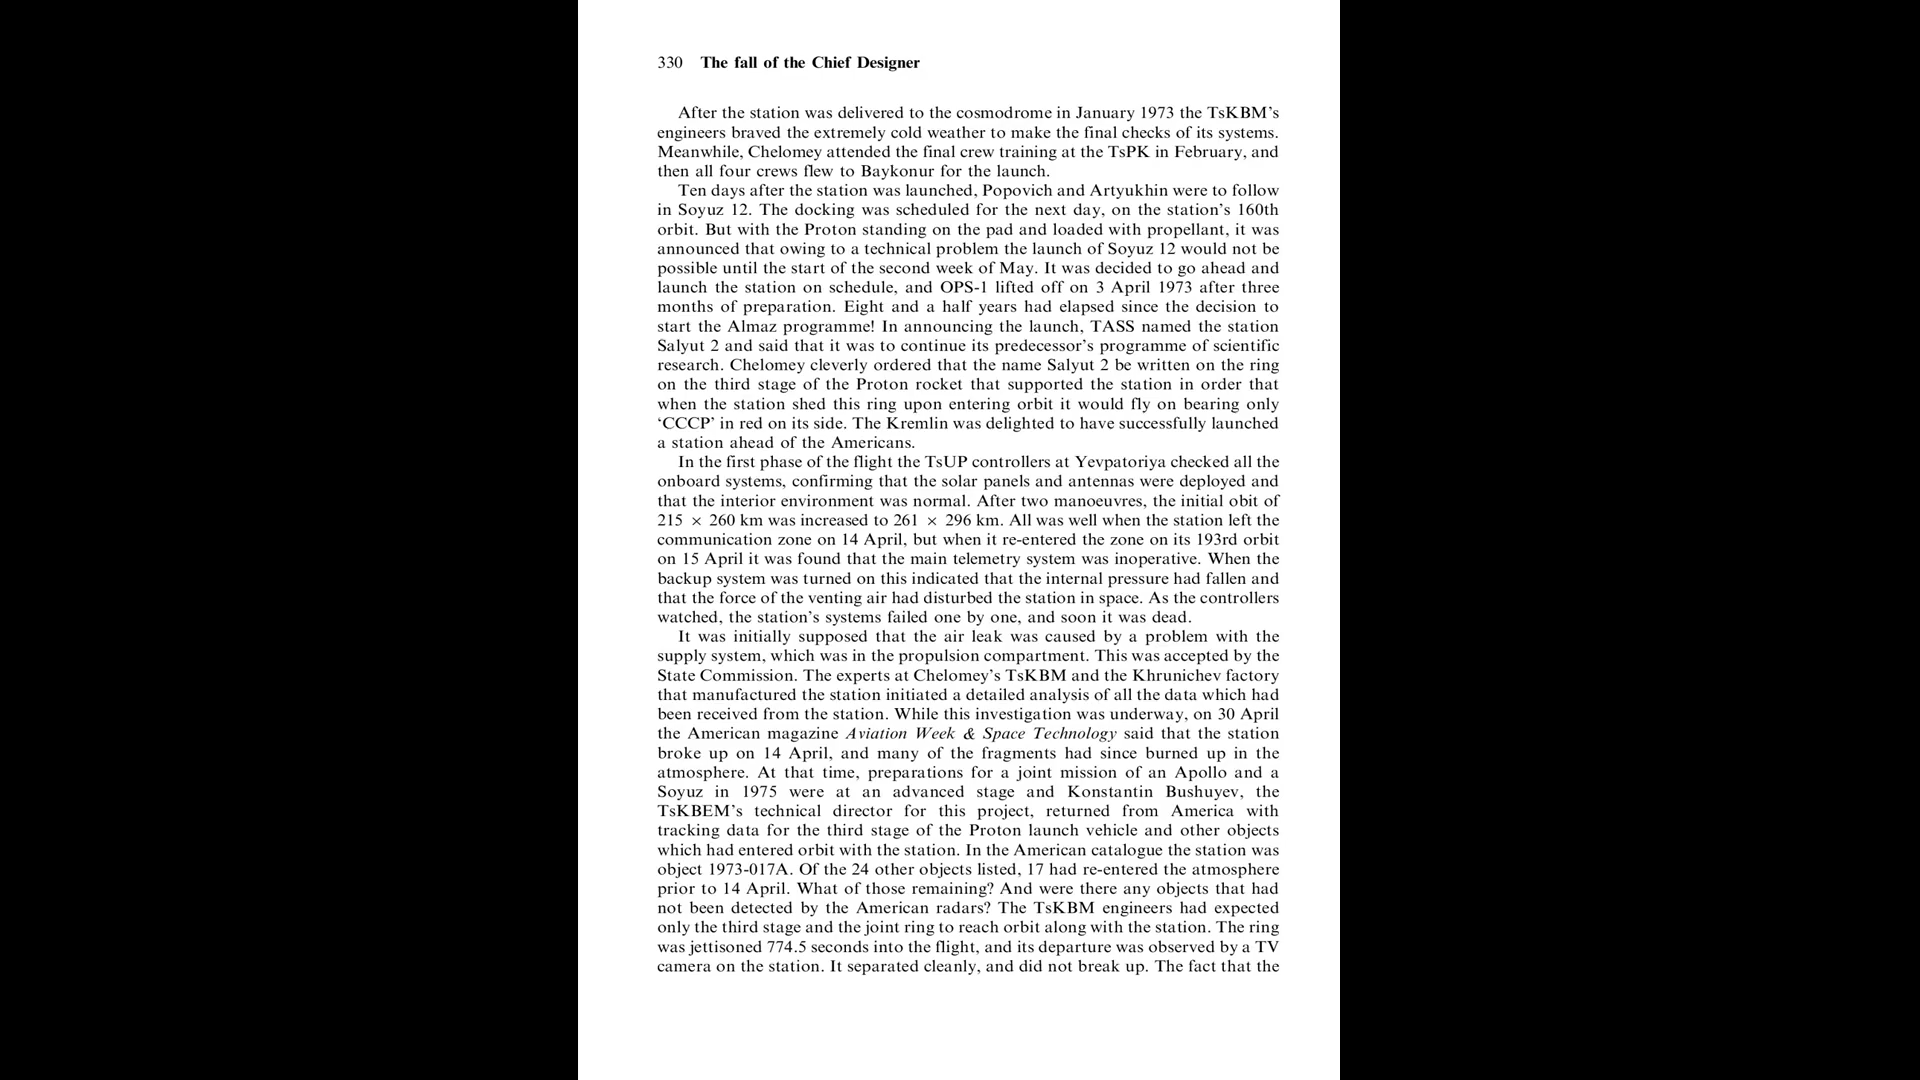 330 The fall of the Chief Designer
After the station was delivered to the cosmodrome in January 1973 the TsKBM's
engineers braved the extremely cold weather to make the final checks of its systems.
Meanwhile, Chelomey attended the final crew training at the TsPK in February, and
then all four crews flew to Baykonur for the launch.
Ten days after the station was launched, Popovich and Artyukhin were to follow
in Soyuz 12. The docking was scheduled for the next day, on the station's 160th
orbit. But with the Proton standing on the pad and loaded with propellant, it was
announced that owing to a technical problem the launch of Soyuz 12 would not be
possible until the start of the second week of May. It was decided to go ahead and
launch the station on schedule, and OPS-1 lifted off on 3 April 1973 after three
months of preparation. Eight and a half years had elapsed since the decision to
start the Almaz programme! In announcing the launch, TASS named the station
Salyut 2 and said that it was to continue its predecessor's programme of scientific
research. Chelomey cleverly ordered that the name Salyut 2 be written on the ring
on the third stage of the Proton rocket that supported the station in order that
when the station shed this ring upon entering orbit it would fly on bearing only
'CCCP' in red on its side. The Kremlin was delighted to have successfully launched
a station ahead of the Americans.
In the first phase of the flight the TsUP controllers at Yevpatoriya checked all the
onboard systems, confirming that the solar panels and antennas were deployed and
that the interior environment was normal. After two manoeuvres, the initial obit of
215 × 260 km was increased to 261 × 296 km. All was well when the station left the
communication zone on 14 April, but when it re-entered the zone on its 193rd orbit
on 15 April it was found that the main telemetry system was inoperative. When the
backup system was turned on this indicated that the internal pressure had fallen and
that the force of the venting air had disturbed the station in space. As the controllers
watched, the station's systems failed one by one, and soon it was dead.
It was initially supposed that the air leak was caused by a problem with the
supply system, which was in the propulsion compartment. This was accepted by the
State Commission. The experts at Chelomey's TsKBM and the Khrunichev factory
that manufactured the station initiated a detailed analysis of all the data which had
been received from the station. While this investigation was underway, on 30 April
the American magazine Aviation Week & Space Technology said that the station
broke up on 14 April, and many of the fragments had since burned up in the
atmosphere. At that time, preparations for a joint mission of an Apollo and a
Soyuz in 1975 were at an advanced stage and Konstantin Bushuyev, the
TsKBEM's technical director for this project, returned from America with
tracking data for the third stage of the Proton launch vehicle and other objects
which had entered orbit with the station. In the American catalogue the station was
object 1973-017A. Of the 24 other objects listed, 17 had re-entered the atmosphere
prior to 14 April. What of those remaining? And were there any objects that had
not been detected by the American radars? The TsKBM engineers had expected
only the third stage and the joint ring to reach orbit along with the station. The ring
was jettisoned 774.5 seconds into the flight, and its departure was observed by a TV
camera on the station. It separated cleanly, and did not break up. The fact that the